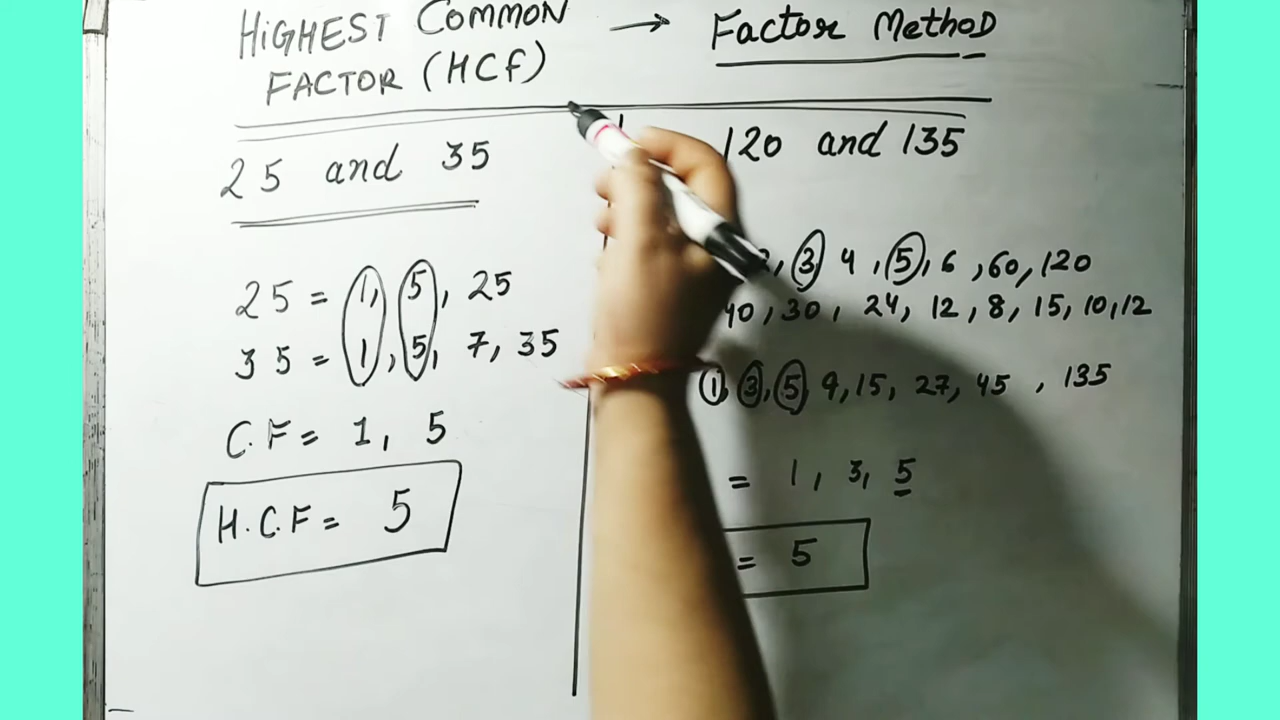 HIGHEST COMMON FACTOR (HCF) → Factor Method
25 and 35
25 = 1, 5, 25
35 = 1, 5, 7, 35
C.F = 1, 5
H.C.F = 5
120 and 135
, 3 4, 5, 6, 60, 120
40, 30, 24, 12, 8, 15, 10, 12
1, 3, 5, 9, 15, 27, 45, 135
= 1, 3, 5
= 5